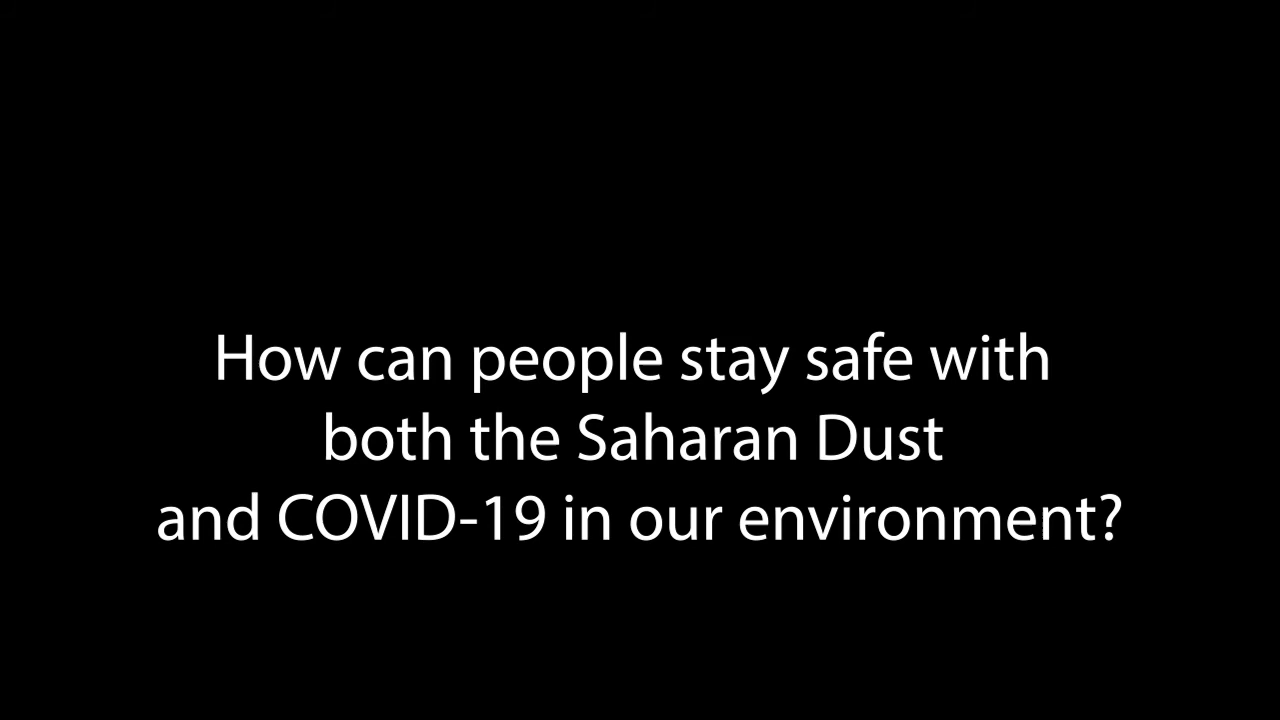 How can people stay safe with
both the Saharan Dust
and COVID-19 in our environment?